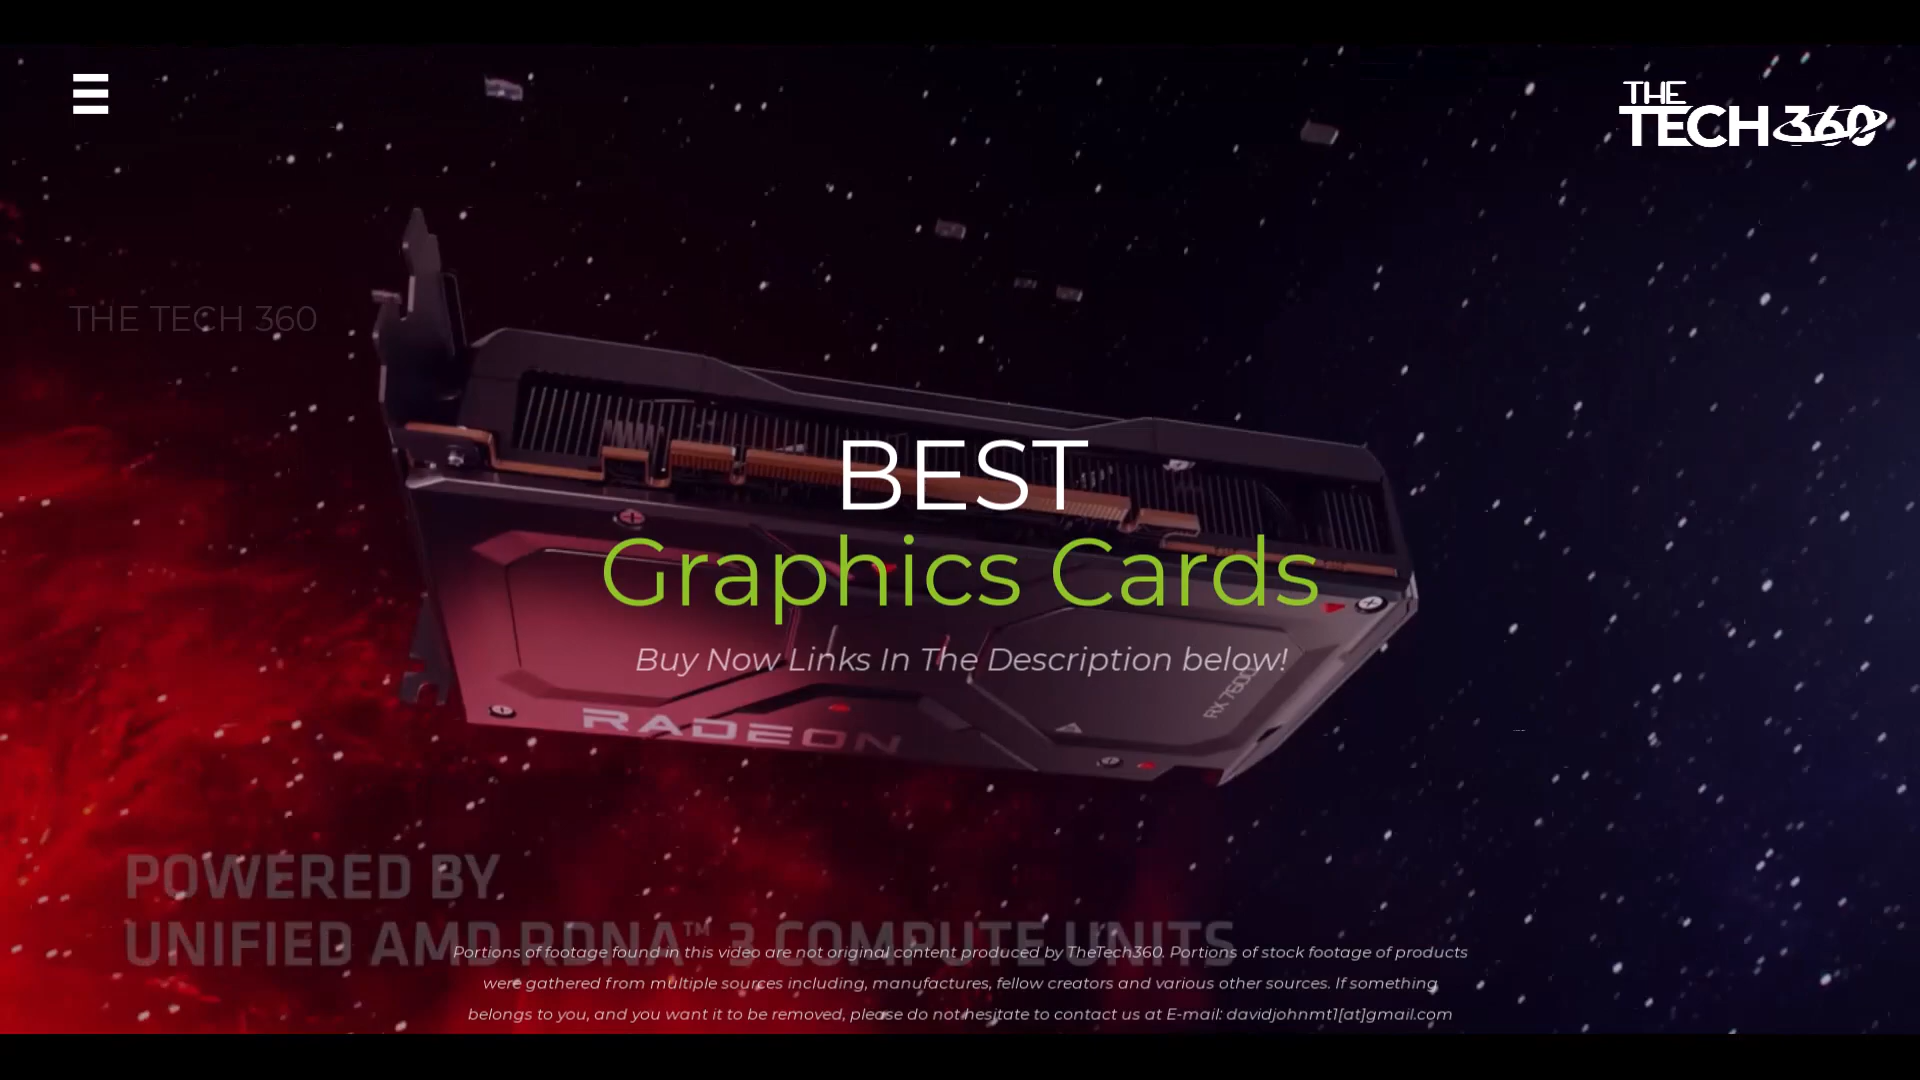 THE
TECH 360
THE TECH 360
BEST
Graphics Cards
Buy Now Links In The Description below!
RX 7600
RADEON
POWERED BY
UNIFIED AMD RDNA™ 3 COMPUTE UNITS
Portions of footage found in this video are not original content produced by TheTech360. Portions of stock footage of products
were gathered from multiple sources including, manufactures, fellow creators and various other sources. If something
belongs to you, and you want it to be removed, please do not hesitate to contact us at E-mail: davidjohnmt1[at]gmail.com